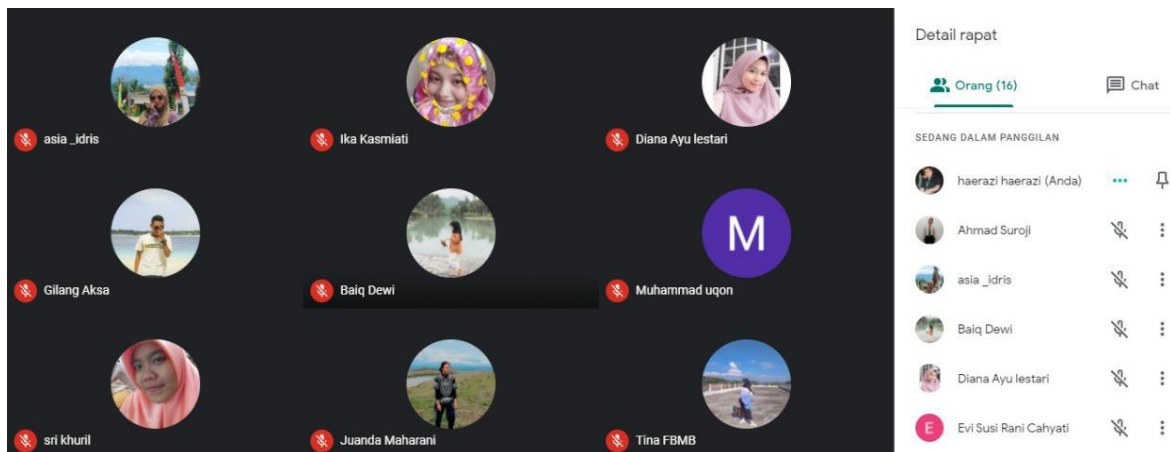 asia _idris
Ika Kasmiati
Diana Ayu lestari
Gilang Aksa
Baiq Dewi
M
Muhammad uqon
sri khuril
Juanda Maharani
Tina FBMB
Detail rapat
Orang (16)
Chat
SEDANG DALAM PANGGILAN
haerazi haerazi (Anda)
Ahmad Suroji
asia _idris
Baiq Dewi
Diana Ayu lestari
E
Evi Susi Rani Cahyati